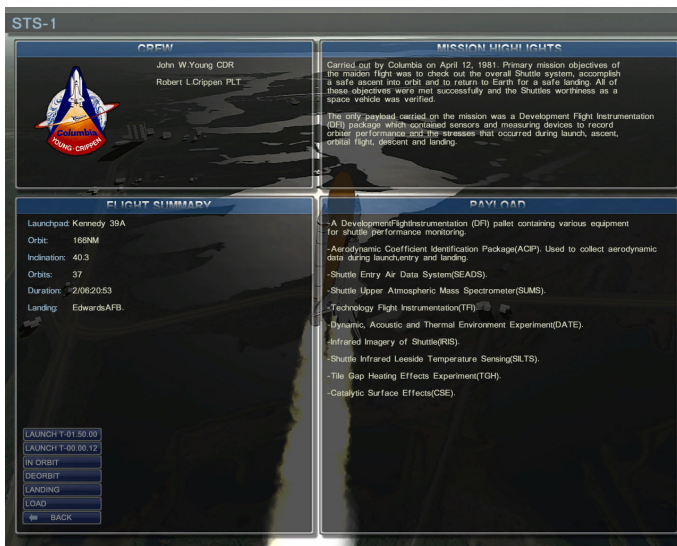 STS-1
CREW
John W.Young CDR
Robert L.Crippen PLT
Columbia
YOUNG·CRIPPEN
MISSION HIGHLIGHTS
Carried out by Columbia on April 12, 1981. Primary mission objectives of
the maiden flight was to check out the overall Shuttle system, accomplish
a safe ascent into orbit and to return to Earth for a safe landing. All of
these objectives were met successfully and the Shuttles worthiness as a
space vehicle was verified.
The only payload carried on the mission was a Development Flight Instrumentation
(DFI) package which contained sensors and measuring devices to record
orbiter performance and the stresses that occurred during launch, ascent,
orbital flight, descent and landing.
FLIGHT SUMMARY
Launchpad: Kennedy 39A
Orbit: 166NM
Inclination: 40.3
Orbits: 37
Duration: 2/06:20:53
Landing: EdwardsAFB.
LAUNCH T-01.50.00
LAUNCH T-00.00.12
IN ORBIT
DEORBIT
LANDING
LOAD
BACK
PAYLOAD
-A DevelopmentFlightInstrumentation (DFI) pallet containing various equipment
for shuttle performance monitoring.
-Aerodynamic Coefficient Identification Package(ACIP). Used to collect aerodynamic
data during launch,entry and landing.
-Shuttle Entry Air Data System(SEADS).
-Shuttle Upper Atmospheric Mass Spectrometer(SUMS).
-Technology Flight Instrumentation(TFI).
-Dynamic, Acoustic and Thermal Environment Experiment(DATE).
-Infrared Imagery of Shuttle(IRIS).
-Shuttle Infrared Leeside Temperature Sensing(SILTS).
-Tile Gap Heating Effects Experiment(TGH).
-Catalytic Surface Effects(CSE).